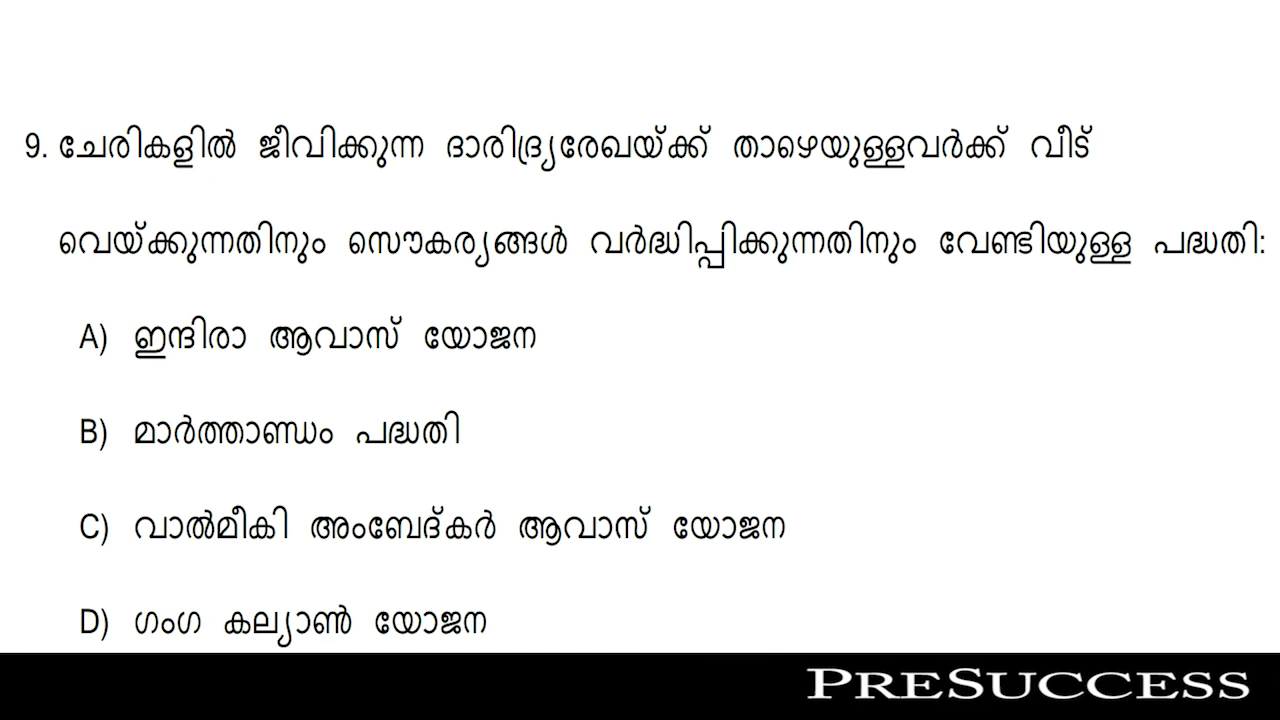 9. ചേരികളിൽ ജീവിക്കുന്ന ദാരിദ്ര്യരേഖയ്ക്ക് താഴെയുള്ളവർക്ക് വീട്
വെയ്ക്കുന്നതിനും സൌകര്യങ്ങൾ വർദ്ധിപ്പിക്കുന്നതിനും വേണ്ടിയുള്ള പദ്ധതി:
A) ഇന്ദിരാ ആവാസ് യോജന
B) മാർത്താണ്ഡം പദ്ധതി
C) വാൽമീകി അംബേദ്കർ ആവാസ് യോജന
D) ഗംഗ കല്യാൺ യോജന
PRESUCCESS